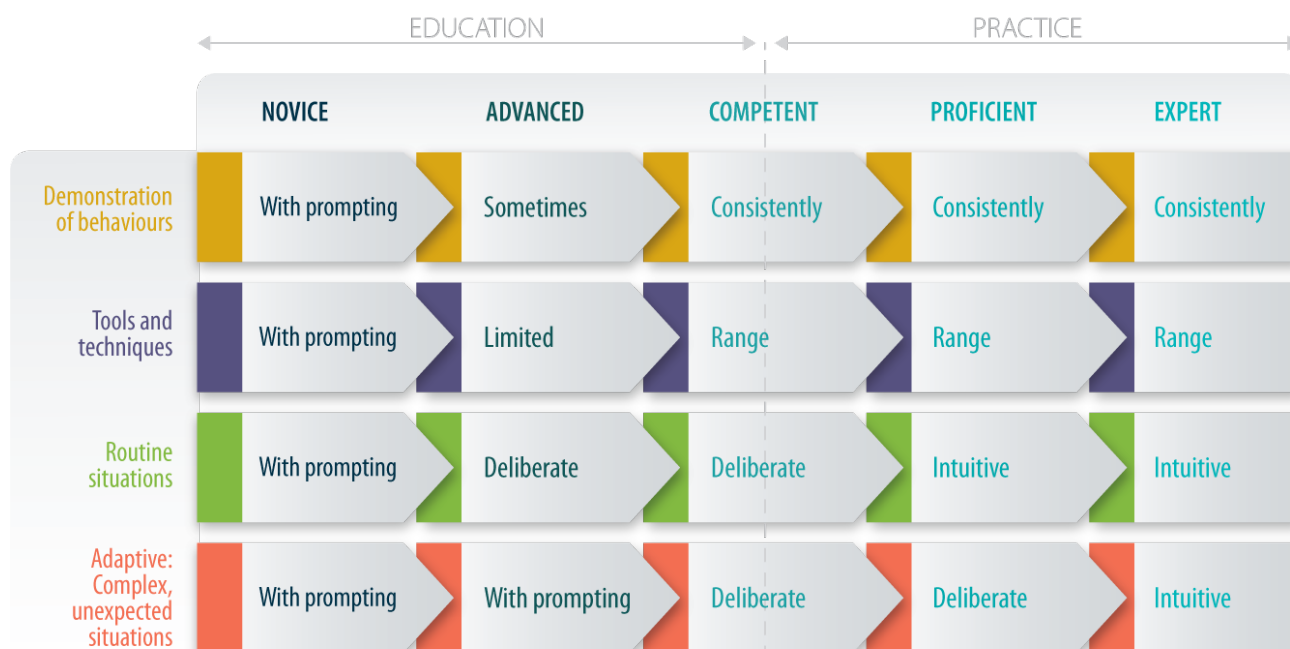 EDUCATION PRACTICE
NOVICE ADVANCED COMPETENT PROFICIENT EXPERT
Demonstration
of behaviours
With prompting Sometimes Consistently Consistently Consistently
Tools and
techniques
With prompting Limited Range Range Range
Routine
situations
With prompting Deliberate Deliberate Intuitive Intuitive
Adaptive:
Complex,
unexpected
situations
With prompting With prompting Deliberate Deliberate Intuitive